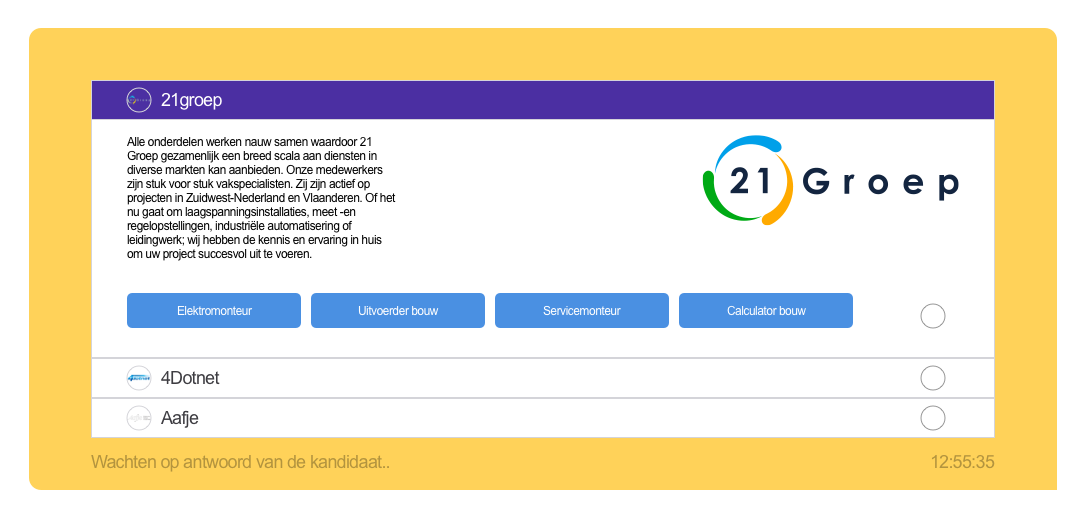 21groep
Alle onderdelen werken nauw samen waardoor 21
Groep gezamenlijk een breed scala aan diensten in
diverse markten kan aanbieden. Onze medewerkers
zijn stuk voor stuk vakspecialisten. Zij zijn actief op
projecten in Zuidwest-Nederland en Vlaanderen. Of het
nu gaat om laagspanningsinstallaties, meet -en
regelopstellingen, industriële automatisering of
leidingwerk; wij hebben de kennis en ervaring in huis
om uw project succesvol uit te voeren.
21 Groep
Elektromonteur Uitvoerder bouw Servicemonteur Calculator bouw
4Dotnet
Aafje
Wachten op antwoord van de kandidaat.. 12:55:35